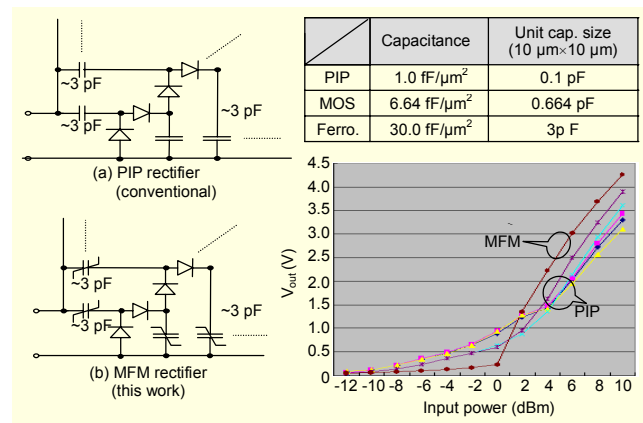 ~3 pF
~3 pF
~3 pF
(a) PIP rectifier
(conventional)
~3 pF
~3 pF
~3 pF
(b) MFM rectifier
(this work)
Capacitance
Unit cap. size
(10 µm×10 µm)
PIP 1.0 fF/µm² 0.1 pF
MOS 6.64 fF/µm² 0.664 pF
Ferro. 30.0 fF/µm² 3p F
4.5
4.0
3.5
3.0
2.5
2.0
1.5
1.0
0.5
0
Vout (V)
MFM
PIP
-12 -10 -8 -6 -4 -2 0 2 4 6 8 10
Input power (dBm)